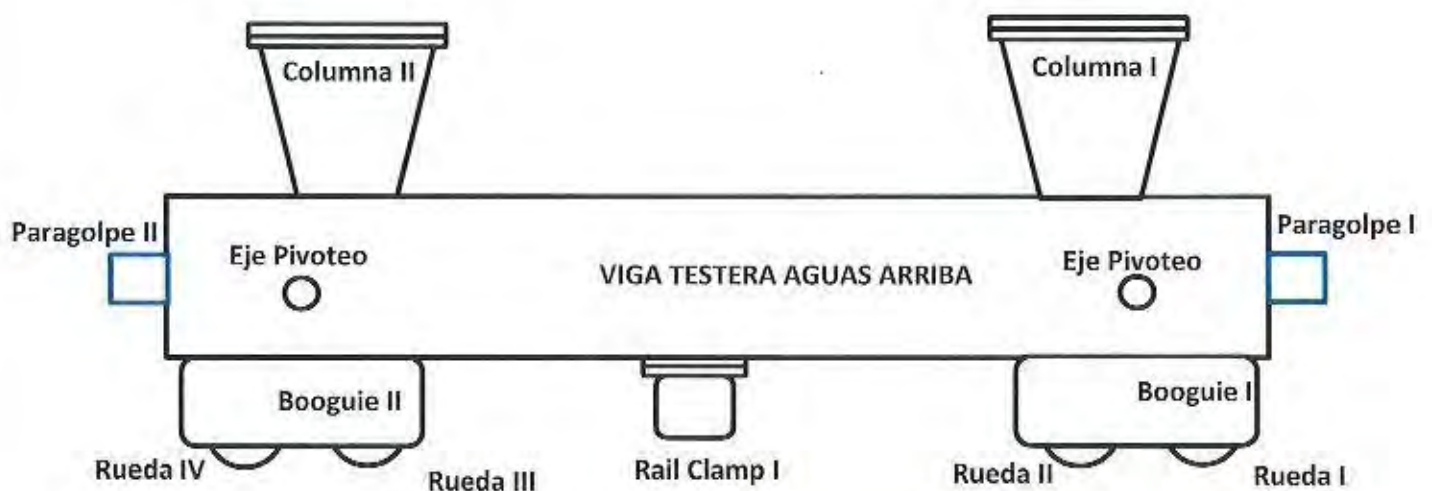 Columna II
Columna I
Paragolpe II
Paragolpe I
Eje Pivoteo
VIGA TESTERA AGUAS ARRIBA
Eje Pivoteo
Booguie II
Booguie I
Rueda IV
Rueda III
Rail Clamp I
Rueda II
Rueda I